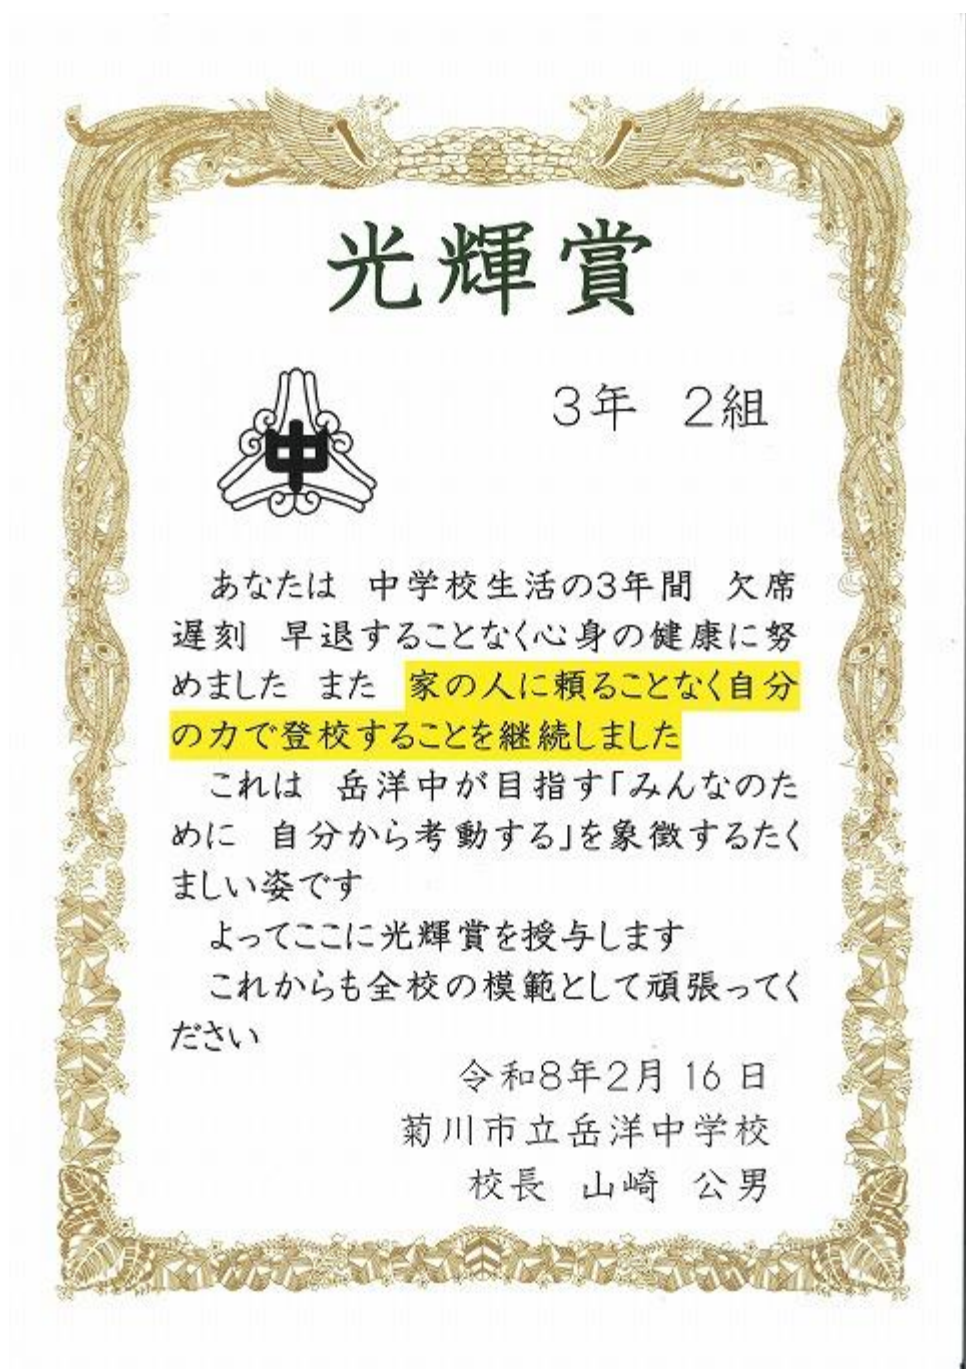 光輝賞
中
3年 2組
あなたは 中学校生活の3年間 欠席
遅刻 早退することなく心身の健康に努
めました また 家の人に頼ることなく自分
の力で登校することを継続しました
これは 岳洋中が目指す「みんなのた
めに 自分から考動する」を象徴するたく
ましい姿です
よってここに光輝賞を授与します
これからも全校の模範として頑張ってく
ださい
令和8年2月16日
菊川市立岳洋中学校
校長 山崎 公男